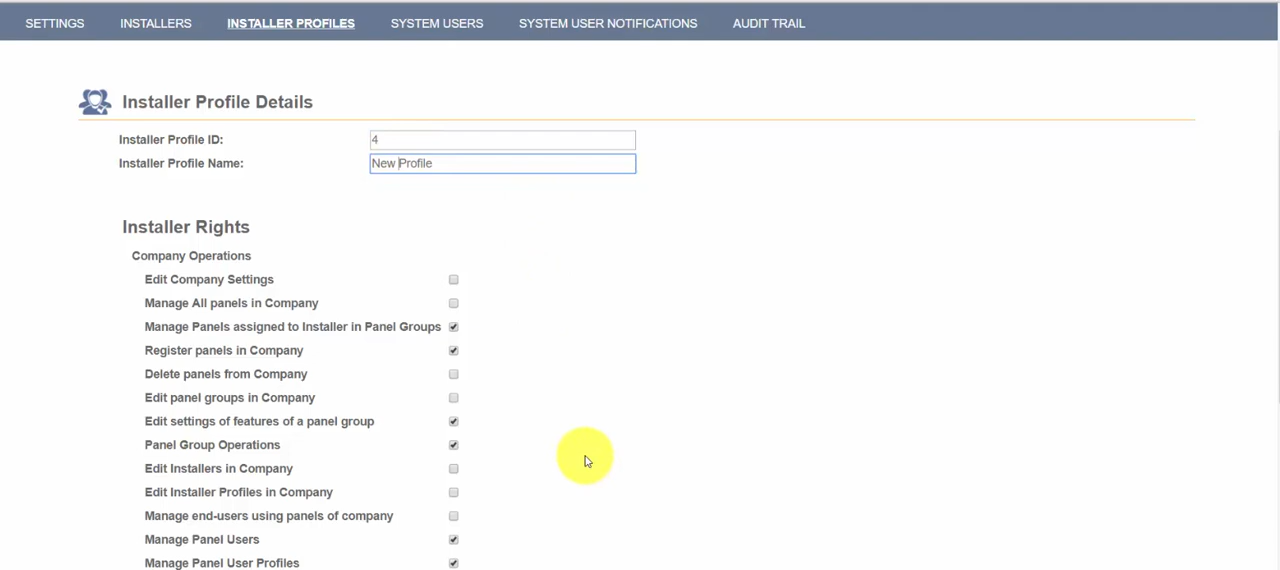 SETTINGS INSTALLERS INSTALLER PROFILES SYSTEM USERS SYSTEM USER NOTIFICATIONS AUDIT TRAIL
Installer Profile Details
Installer Profile ID: 4
Installer Profile Name: New Profile
Installer Rights
Company Operations
Edit Company Settings
Manage All panels in Company
Manage Panels assigned to Installer in Panel Groups
Register panels in Company
Delete panels from Company
Edit panel groups in Company
Edit settings of features of a panel group
Panel Group Operations
Edit Installers in Company
Edit Installer Profiles in Company
Manage end-users using panels of company
Manage Panel Users
Manage Panel User Profiles